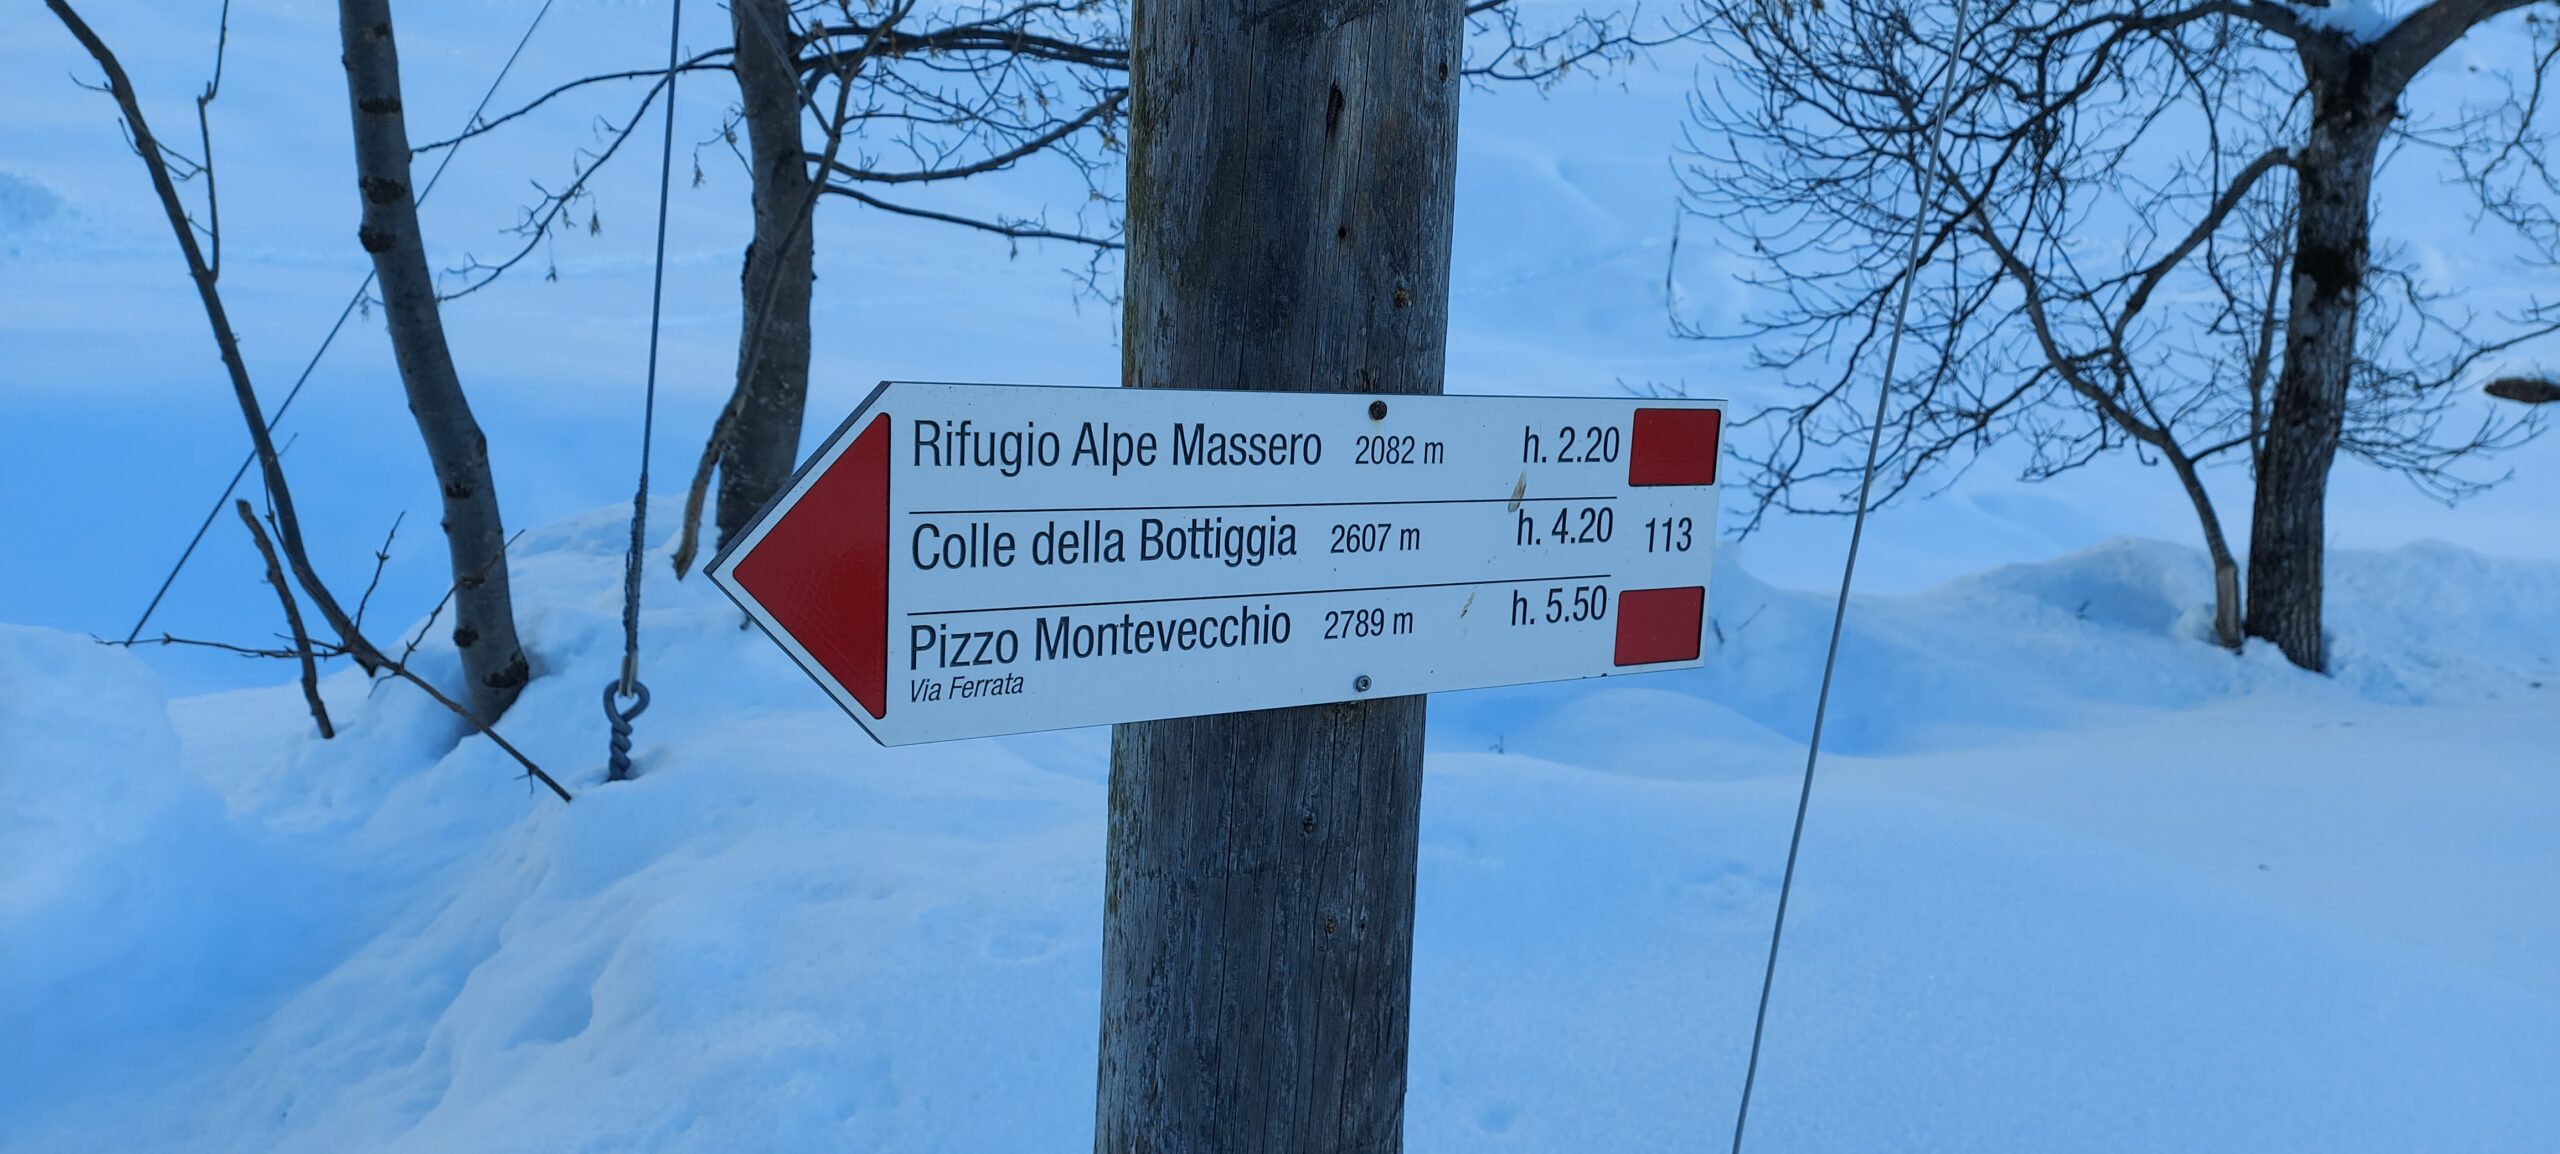 Rifugio Alpe Massero 2082 m h. 2.20
Colle della Bottiggia 2607 m h. 4.20 113
Pizzo Montevecchio 2789 m h. 5.50
Via Ferrata